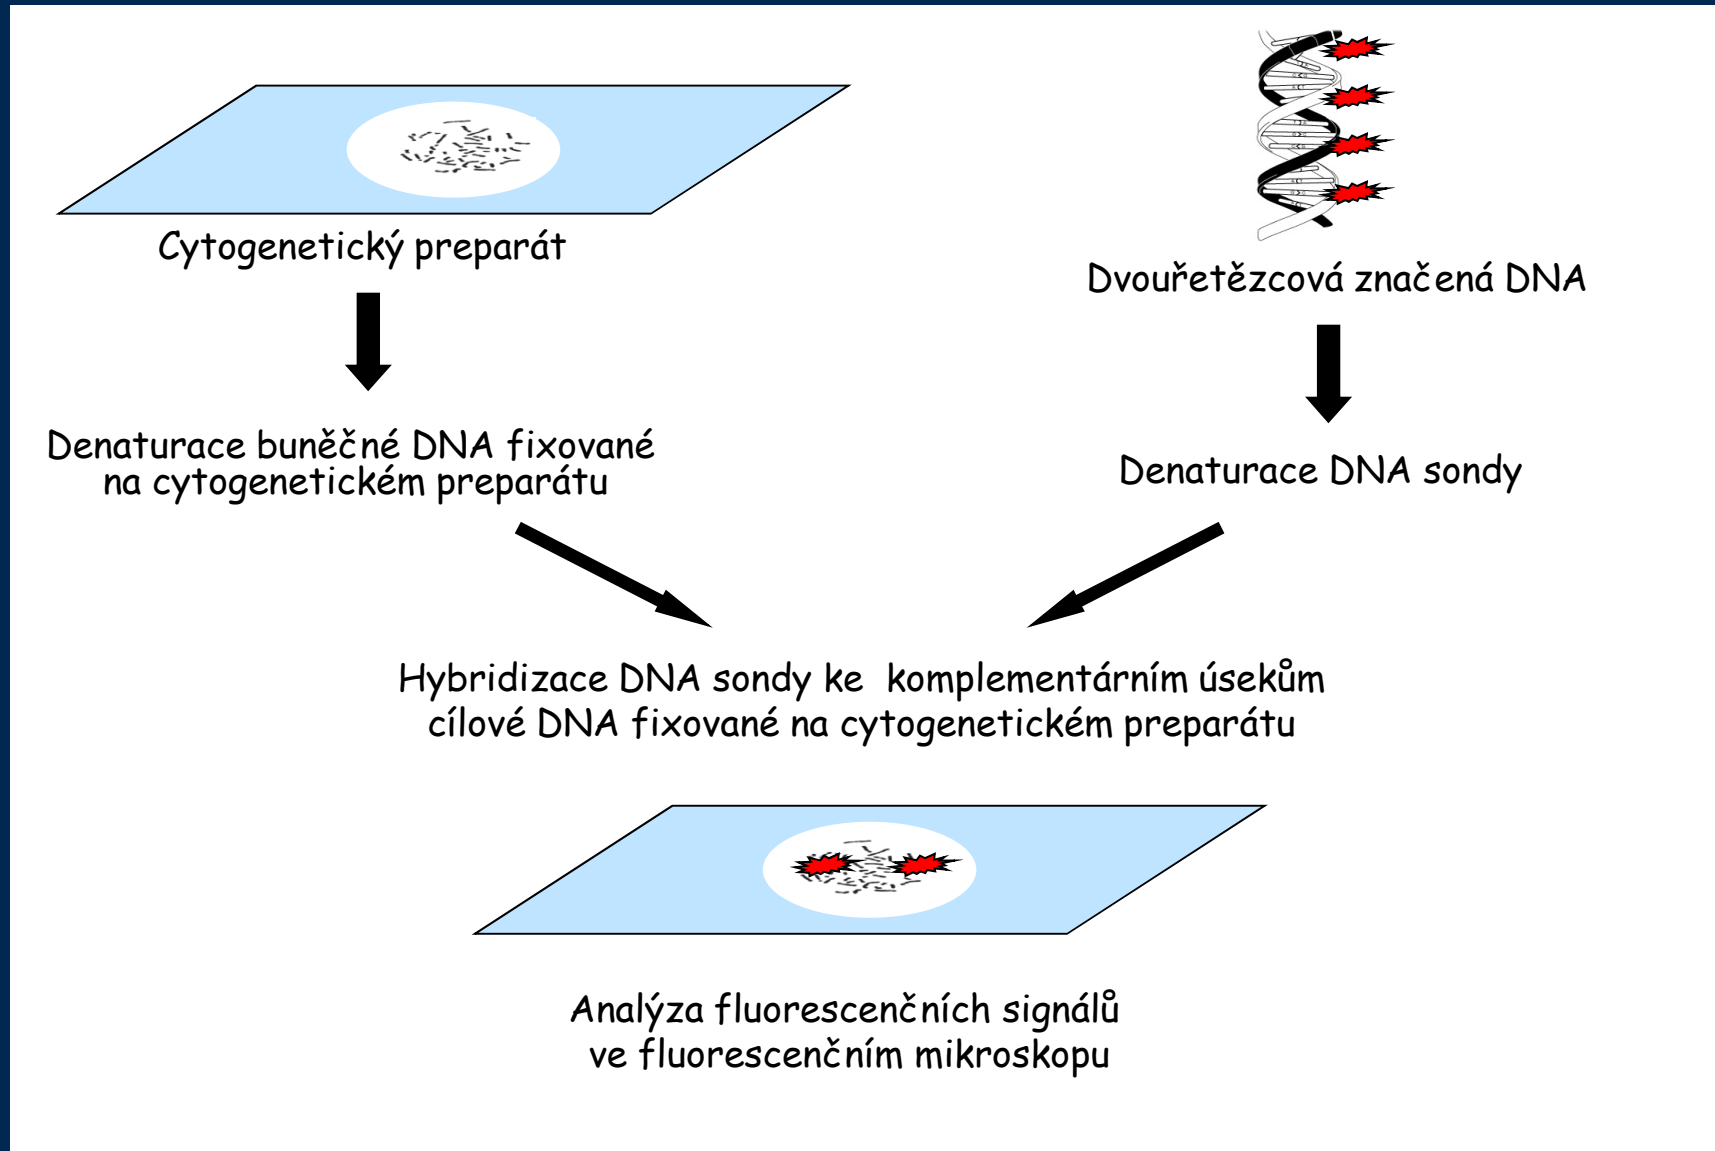 Cytogenetický preparát
Dvouřetězcová značená DNA
Denaturace buněčné DNA fixované
na cytogenetickém preparátu
Denaturace DNA sondy
Hybridizace DNA sondy ke  komplementárním úsekům
cílové DNA fixované na cytogenetickém preparátu
Analýza fluorescenčních signálů
ve fluorescenčním mikroskopu